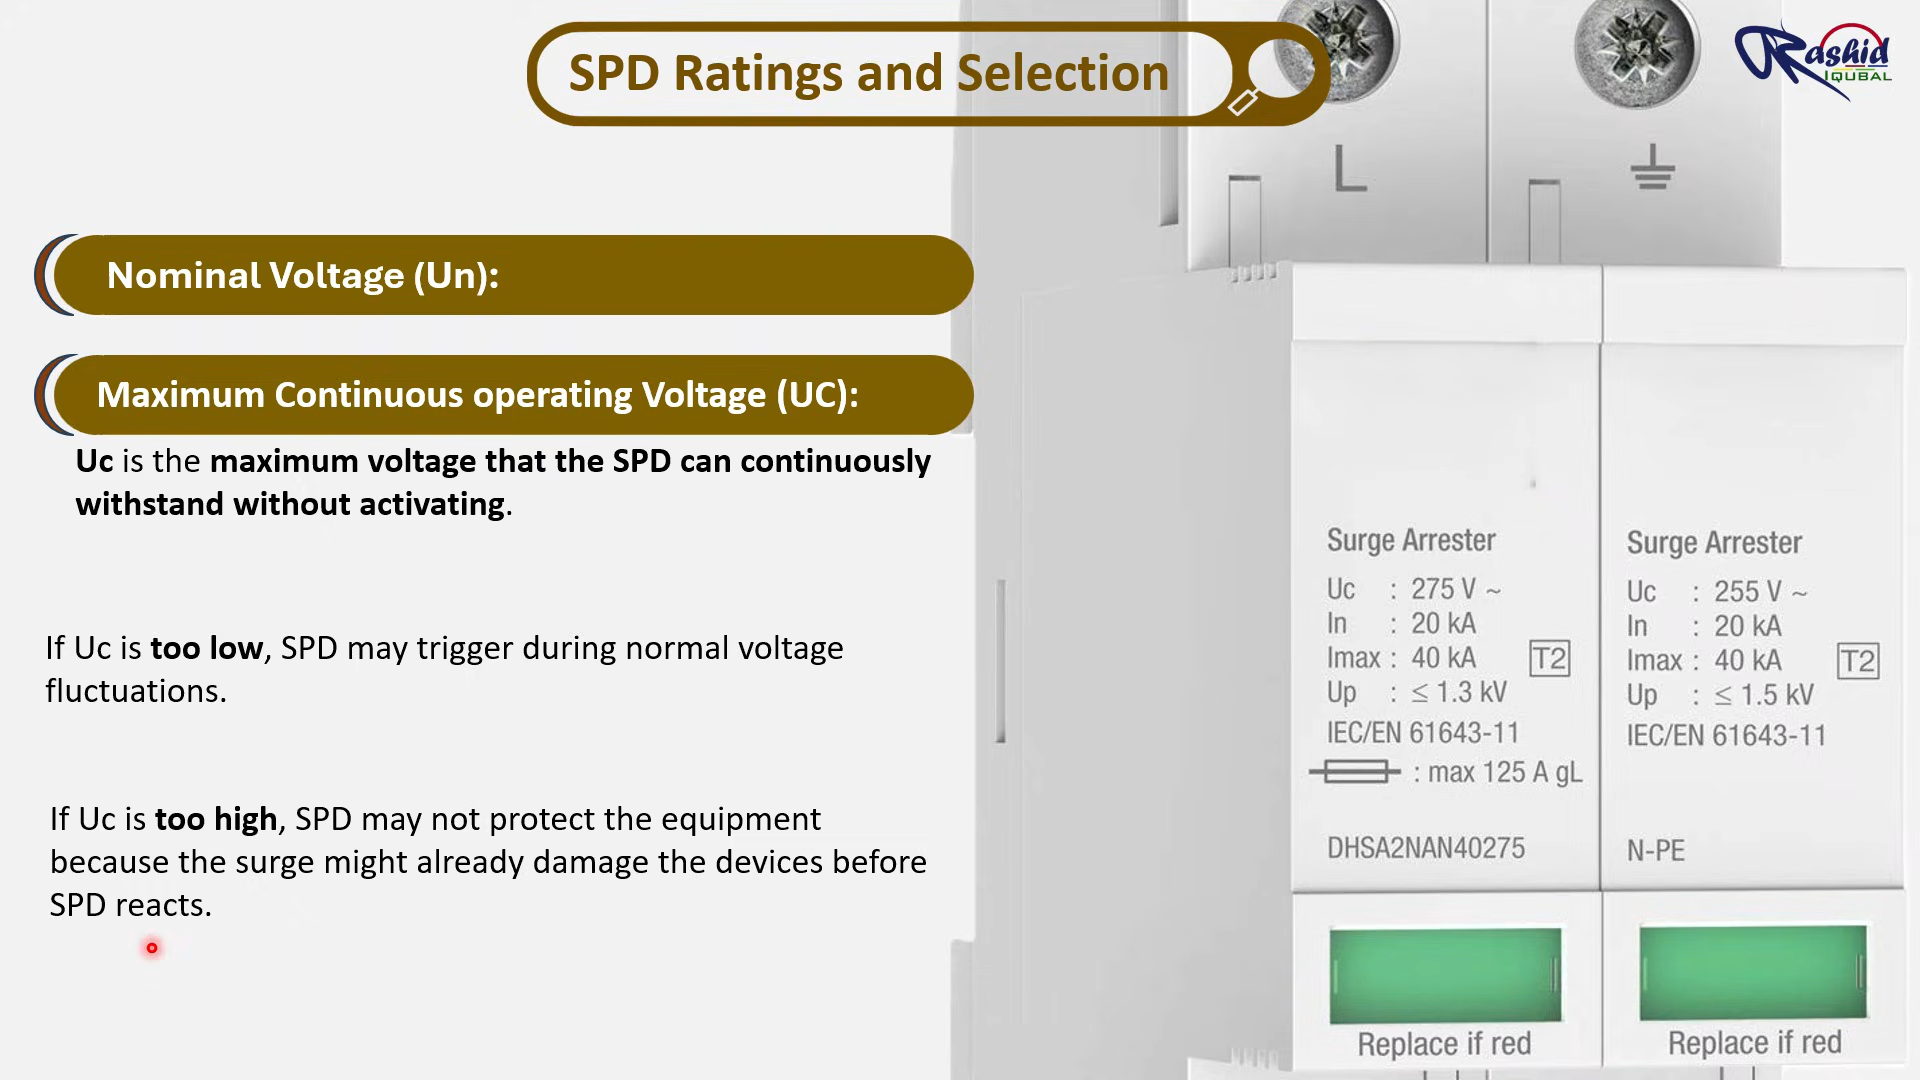 SPD Ratings and Selection
Rashid
IQUBAL
L
Nominal Voltage (Un):
Maximum Continuous operating Voltage (UC):
Uc is the maximum voltage that the SPD can continuously
withstand without activating.
If Uc is too low, SPD may trigger during normal voltage
fluctuations.
If Uc is too high, SPD may not protect the equipment
because the surge might already damage the devices before
SPD reacts.
Surge Arrester
Uc : 275 V ~
In : 20 kA
Imax : 40 kA T2
Up : ≤ 1.3 kV
IEC/EN 61643-11
: max 125 A gL
DHSA2NAN40275
Replace if red
Surge Arrester
Uc : 255 V ~
In : 20 kA
Imax : 40 kA T2
Up : ≤ 1.5 kV
IEC/EN 61643-11
N-PE
Replace if red